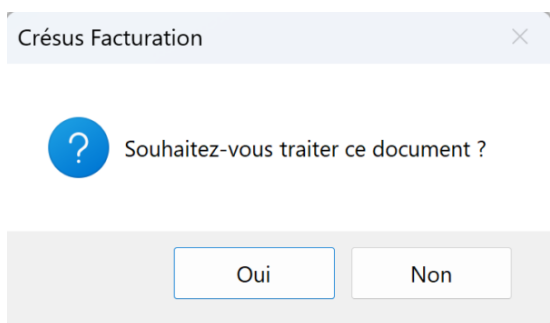 Crésus Facturation
Souhaitez-vous traiter ce document ?
Oui
Non